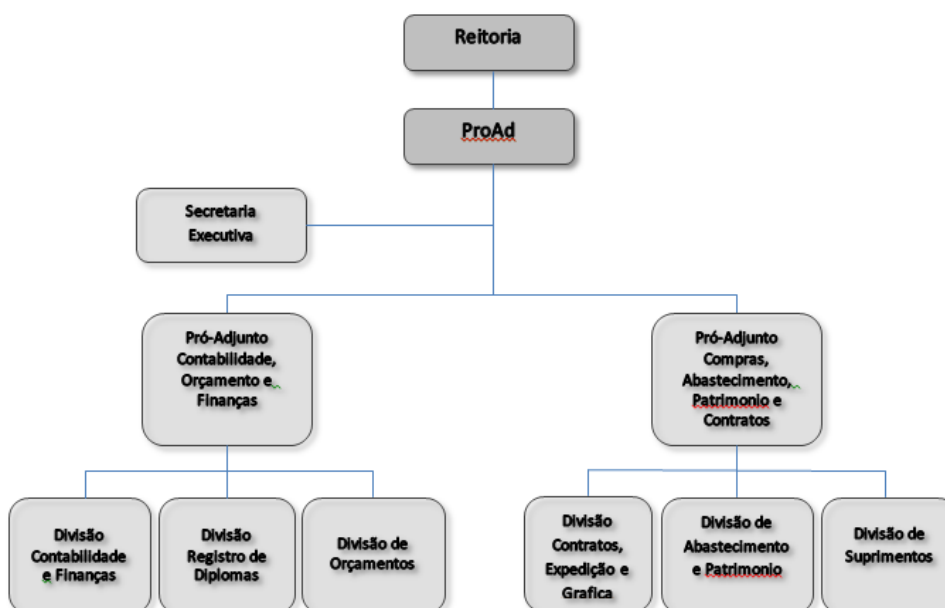 Reitoria
ProAd
Secretaria
Executiva
Pró-Adjunto
Contabilidade,
Orçamento e
Finanças
Pró-Adjunto
Compras,
Abastecimento,
Patrimonio e
Contratos
Divisão
Contabilidade
e Finanças
Divisão
Registro de
Diplomas
Divisão de
Orçamentos
Divisão
Contratos,
Expedição e
Grafica
Divisão de
Abastecimento
e Patrimonio
Divisão de
Suprimentos